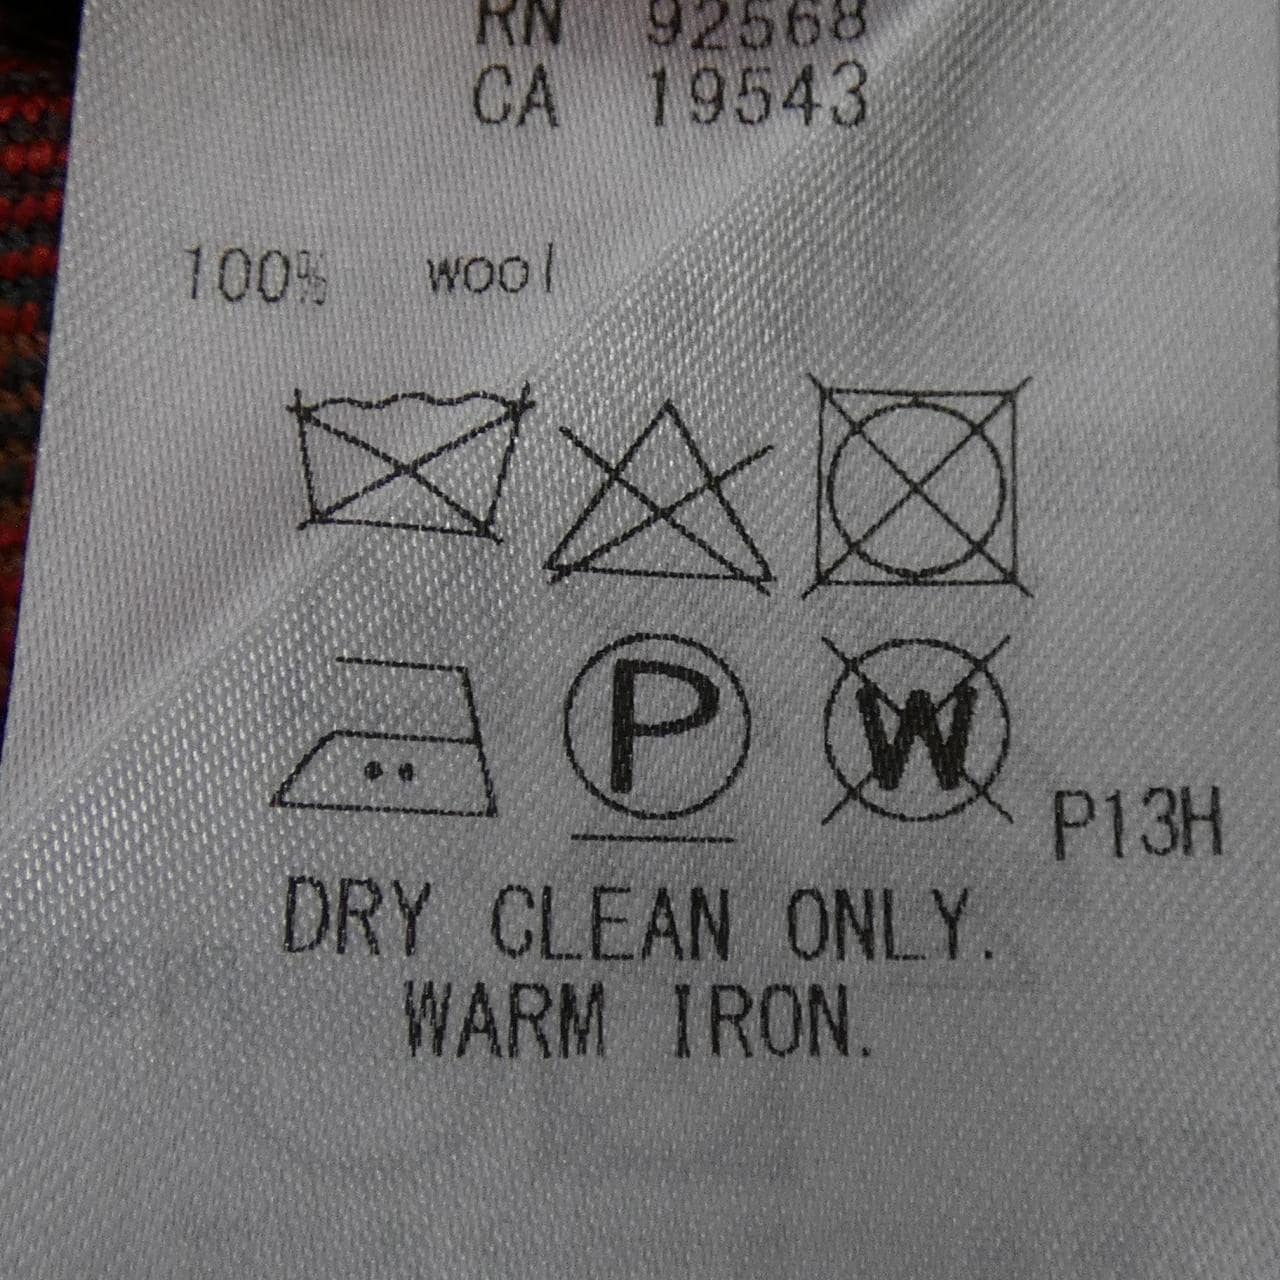 RN 92568
CA 19543
100% wool
P
W
P13H
DRY CLEAN ONLY.
WARM IRON.